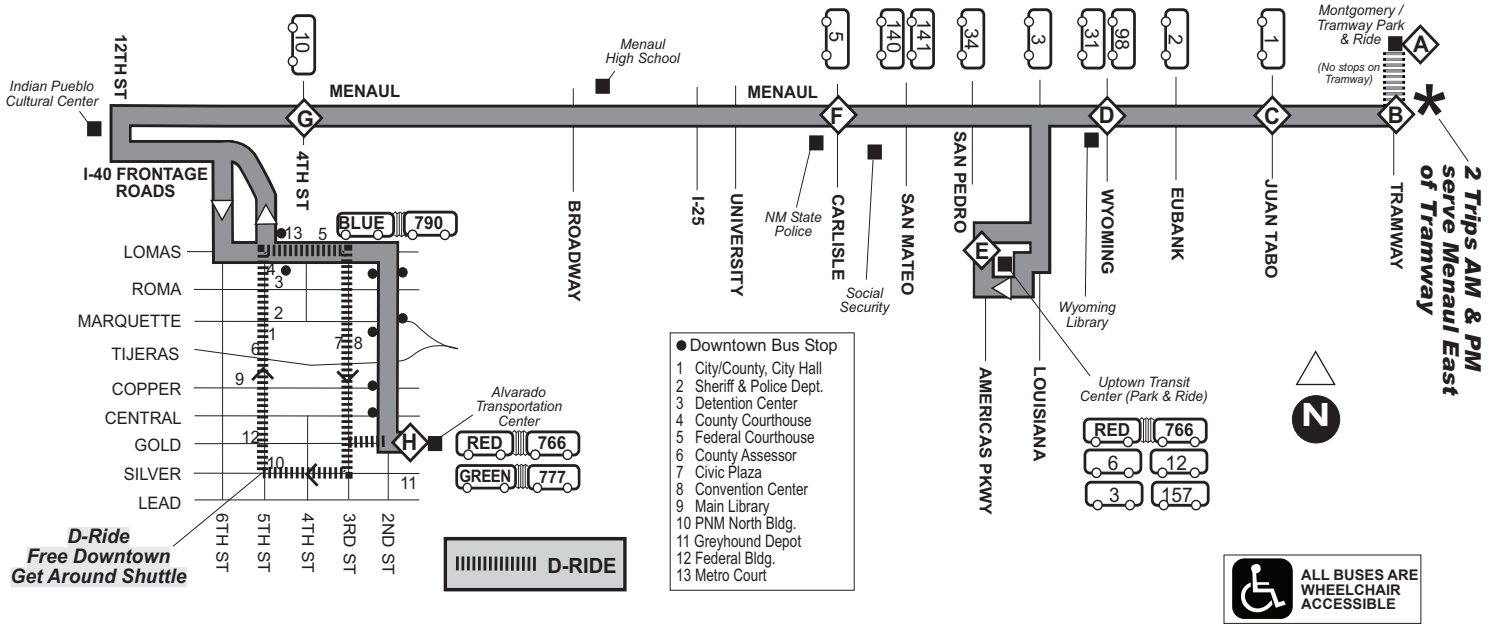 12TH ST
10
Menaul
High School
5
140
141
34
3
31
98
2
1
Montgomery /
Tramway Park
& Ride
A
(No stops on
Tramway)
Indian Pueblo
Cultural Center
MENAUL
MENAUL
G
F
D
C
B
*
2 Trips AM & PM
serve Menaul East
of Tramway
I-40 FRONTAGE
ROADS
4TH ST
BROADWAY
I-25
UNIVERSITY
NM State
Police
CARLISLE
Social
Security
SAN MATEO
SAN PEDRO
E
WYOMING
Wyoming
Library
EUBANK
JUAN TABO
TRAMWAY
AMERICAS PKWY
LOUISIANA
Uptown Transit
Center (Park & Ride)
RED 766
6 12
3 157
N
BLUE 790
13 5
LOMAS
4
3
ROMA
2
MARQUETTE
1
7 8
6
TIJERAS
9
COPPER
CENTRAL
12
GOLD
10
SILVER
11
LEAD
6TH ST
5TH ST
4TH ST
3RD ST
2ND ST
H
Alvarado
Transportation
Center
RED 766
GREEN 777
D-Ride
Free Downtown
Get Around Shuttle
D-RIDE
Downtown Bus Stop
1 City/County, City Hall
2 Sheriff & Police Dept.
3 Detention Center
4 County Courthouse
5 Federal Courthouse
6 County Assessor
7 Civic Plaza
8 Convention Center
9 Main Library
10 PNM North Bldg.
11 Greyhound Depot
12 Federal Bldg.
13 Metro Court
ALL BUSES ARE
WHEELCHAIR
ACCESSIBLE